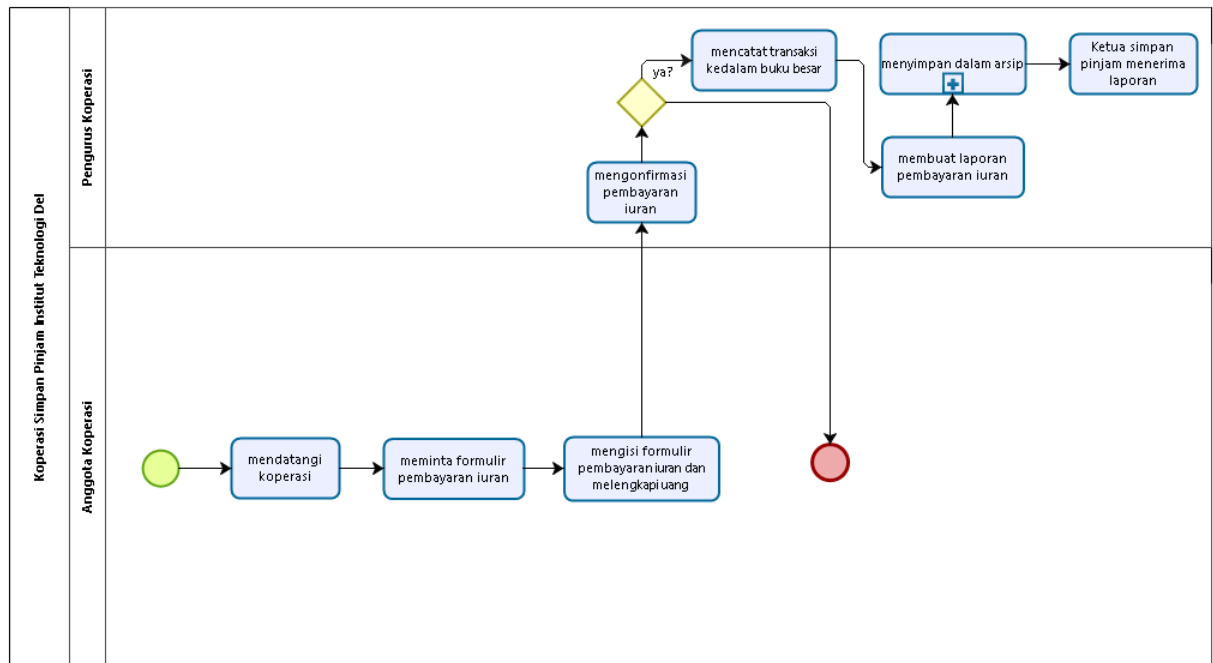 Koperasi Simpan Pinjam Institut Teknologi Del
Pengurus Koperasi
mencatat transaksi
kedalam buku besar
ya?
menyimpan dalam arsip
Ketua simpan
pinjam menerima
laporan
mengonfirmasi
pembayaran
iuran
membuat laporan
pembayaran iuran
Anggota Koperasi
mendatangi
koperasi
meminta formulir
pembayaran iuran
mengisi formulir
pembayaran iuran dan
melengkapi uang